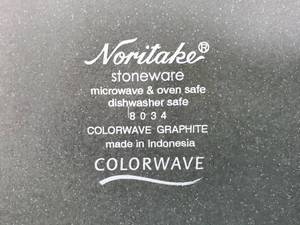 Noritake®
stoneware
microwave & oven safe
dishwasher safe
8034
COLORWAVE GRAPHITE
made in Indonesia
COLORWAVE